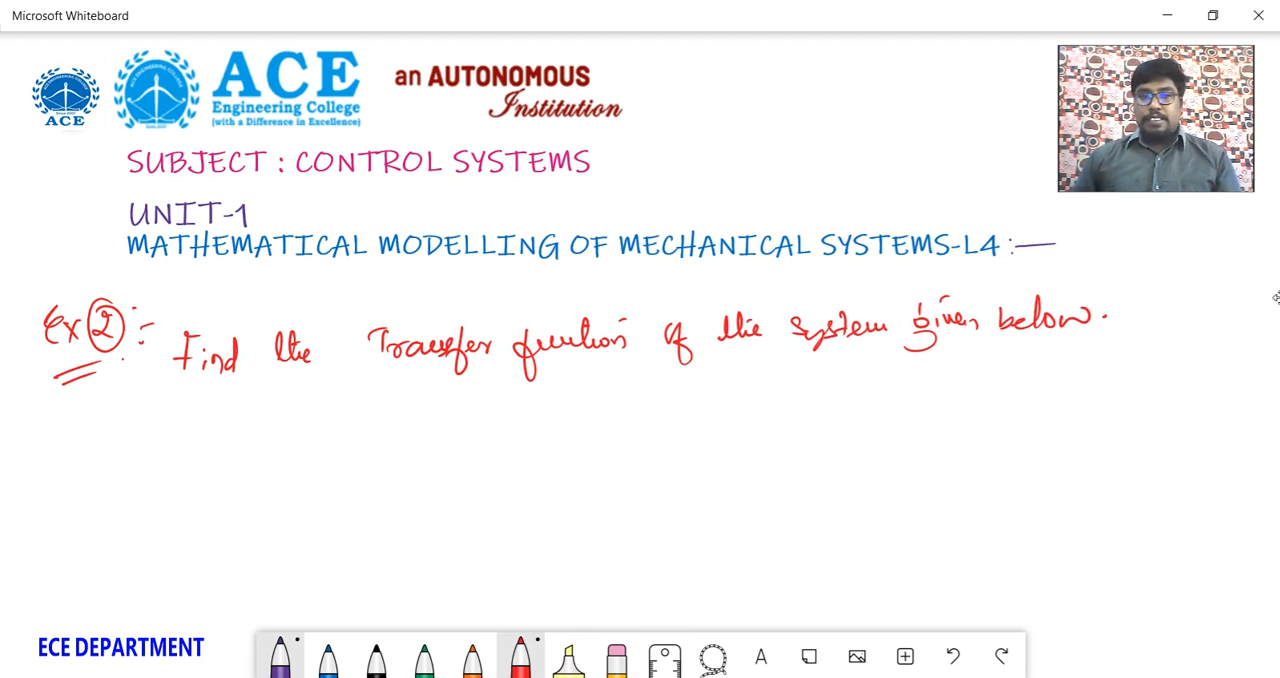 Microsoft Whiteboard
ACE
ACE
Engineering College
(with a Difference in Excellence)
an AUTONOMOUS
Institution
SUBJECT : CONTROL SYSTEMS
UNIT-1
MATHEMATICAL MODELLING OF MECHANICAL SYSTEMS-L4 :—
Ex 2 :- Find the Transfer function of the system given below.
ECE DEPARTMENT
A